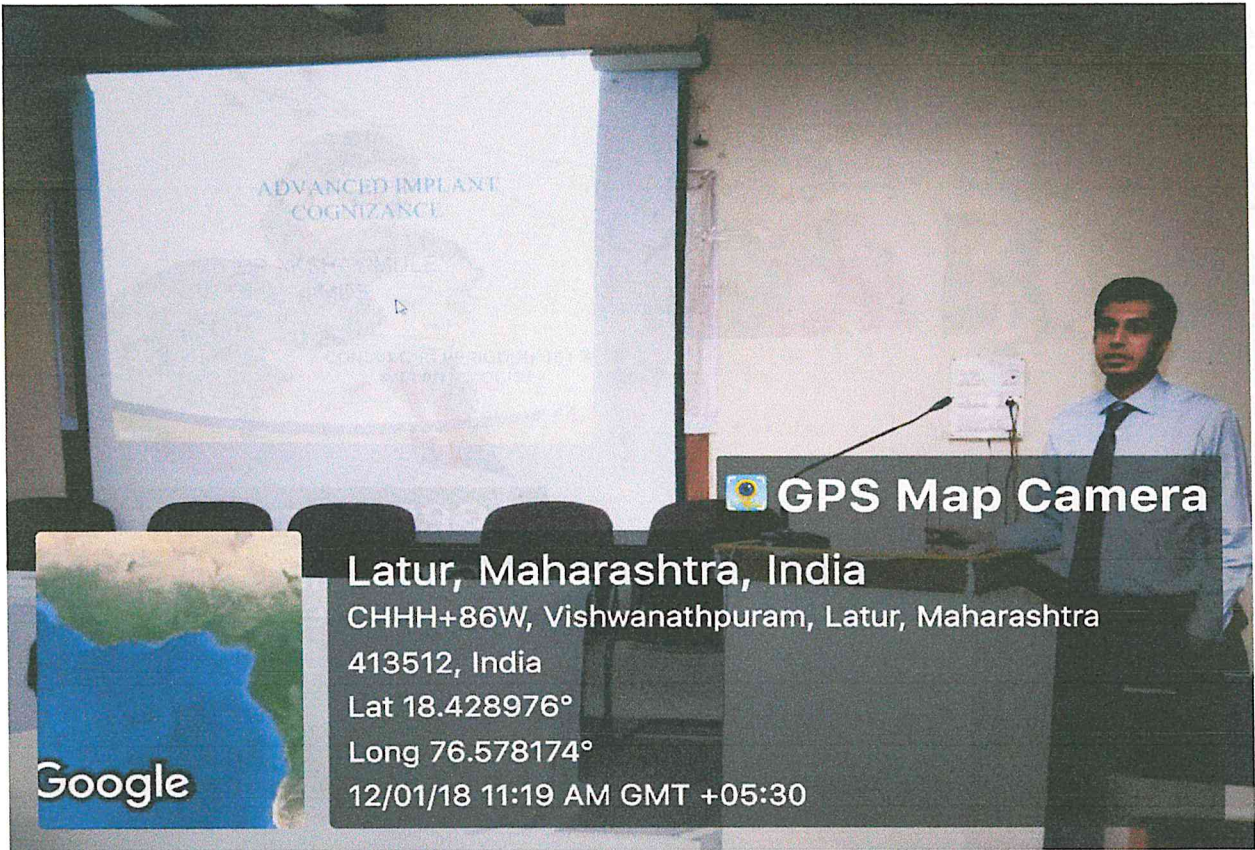 ADVANCED IMPLANT
COGNIZANCE
GPS Map Camera
Latur, Maharashtra, India
CHHH+86W, Vishwanathpuram, Latur, Maharashtra
413512, India
Lat 18.428976°
Long 76.578174°
12/01/18 11:19 AM GMT +05:30
Google